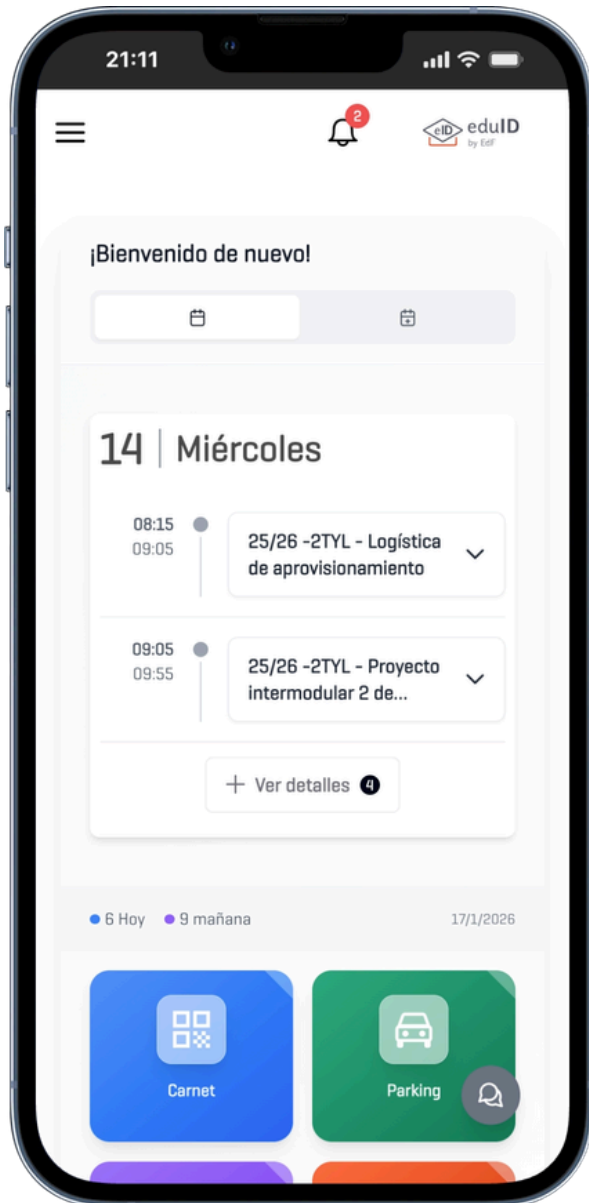 21:11
2
eID eduID
by Edif
¡Bienvenido de nuevo!
14 Miércoles
08:15
09:05
25/26 -2TYL - Logística
de aprovisionamiento
09:05
09:55
25/26 -2TYL - Proyecto
intermodular 2 de...
+ Ver detalles 4
6 Hoy 9 mañana 17/1/2026
Carnet
Parking